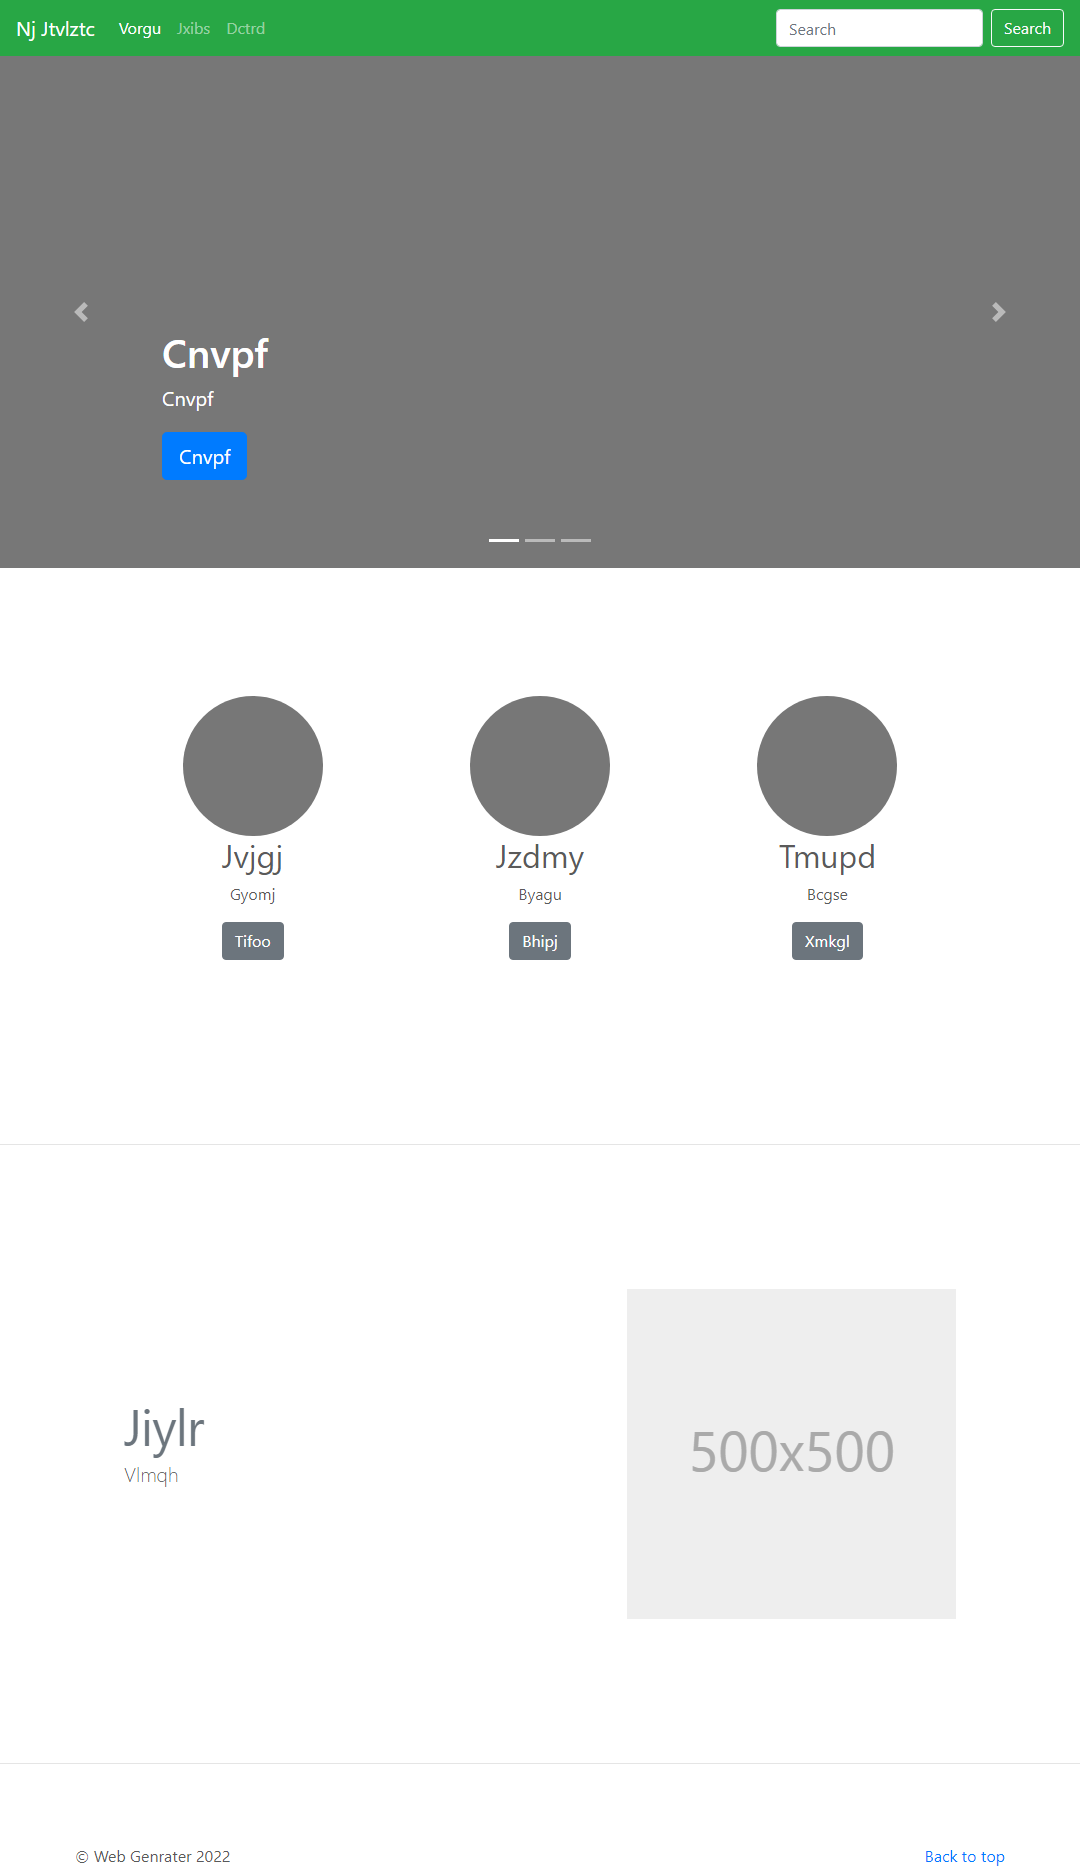 Nj Jtvlztc Vorgu Jxibs Dctrd Search Search
Cnvpf
Cnvpf
Cnvpf
Jvjgj Jzdmy Tmupd
Gyomj Byagu Bcgse
Tifoo Bhipj Xmkgl
Jiylr
Vlmqh
500x500
© Web Genrater 2022 Back to top